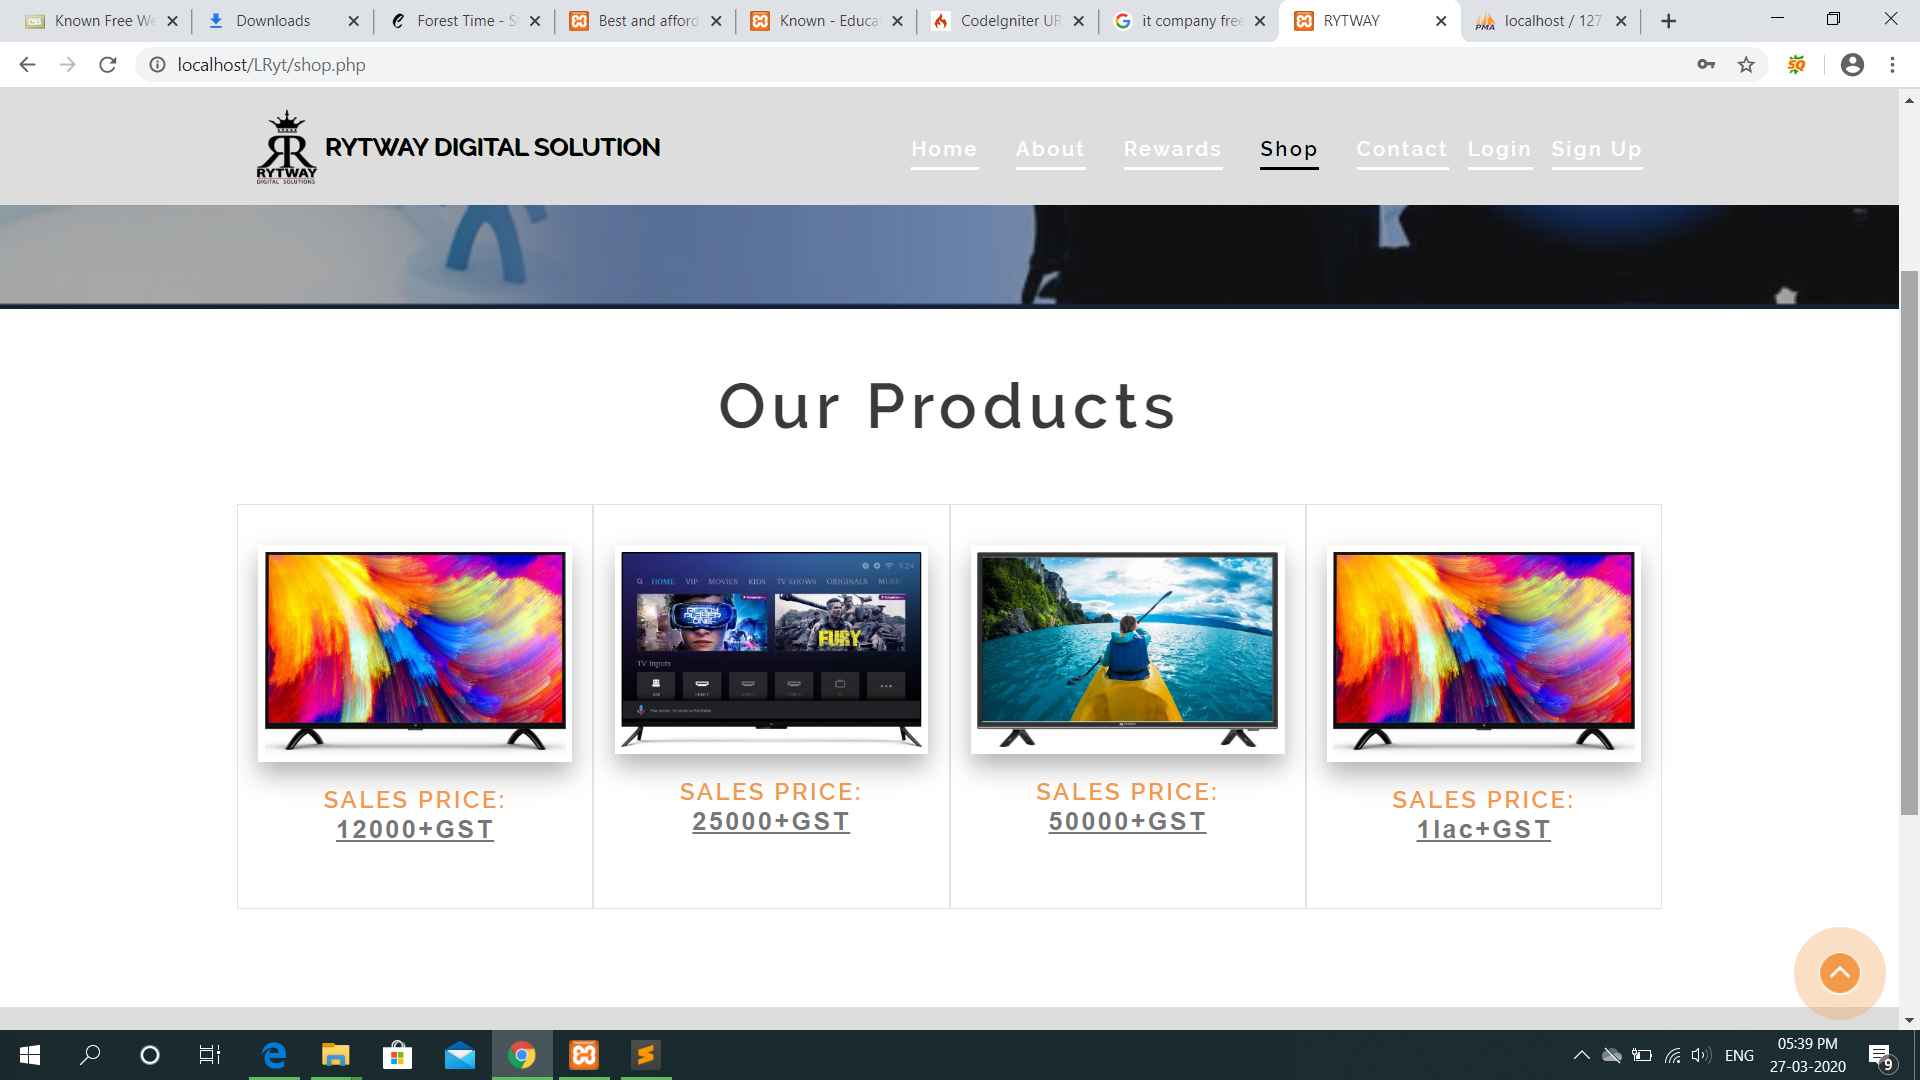 Known Free We
Downloads
Forest Time - S
Best and afford
Known - Educa
CodeIgniter UR
it company free
RYTWAY
localhost / 127.
localhost/LRyt/shop.php
RYTWAY
DIGITAL SOLUTIONS
RYTWAY DIGITAL SOLUTION
Home
About
Rewards
Shop
Contact
Login
Sign Up
Our Products
9:24
HOME VIP MOVIES KIDS TV SHOWS ORIGINALS MUSIC
READY PLAYER ONE
FURY
TV Inputs
SALES PRICE:
12000+GST
SALES PRICE:
25000+GST
SALES PRICE:
50000+GST
SALES PRICE:
1lac+GST
ENG
05:39 PM
27-03-2020
9